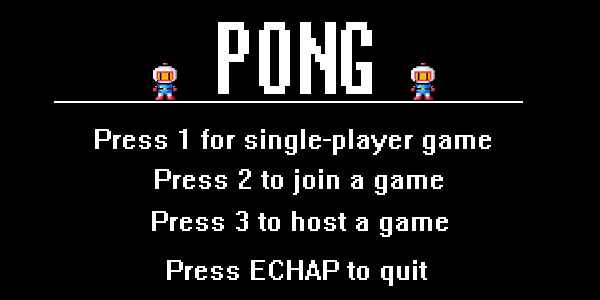 PONG
Press 1 for single-player game
Press 2 to join a game
Press 3 to host a game
Press ECHAP to quit